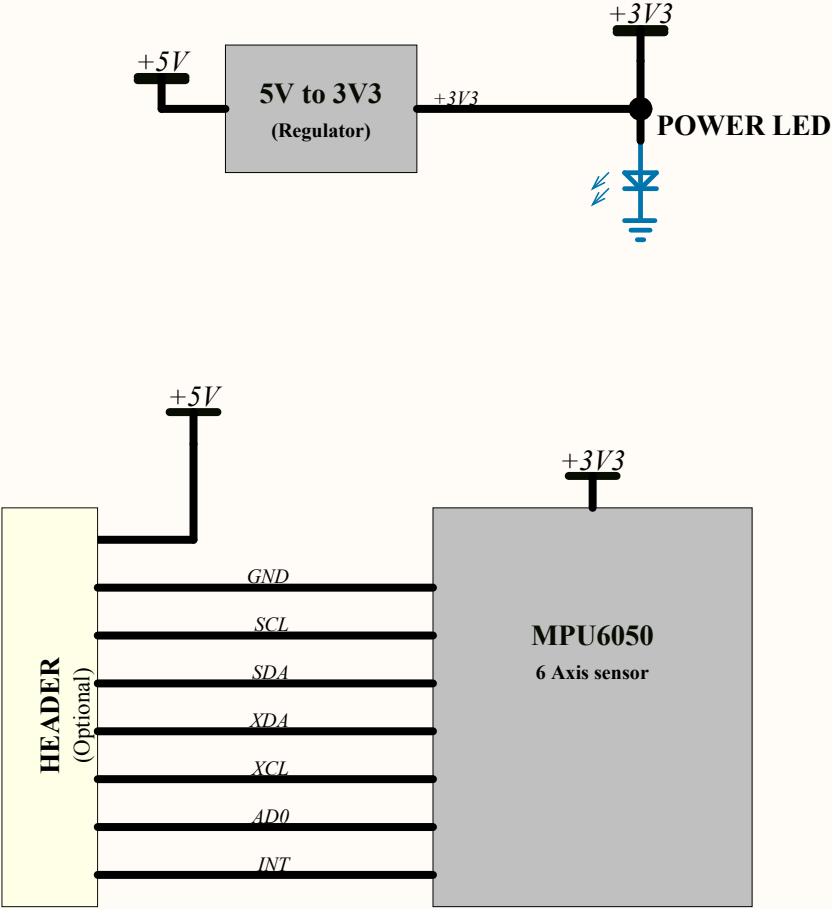 +3V3
+5V
5V to 3V3
(Regulator)
+3V3
POWER LED
+5V
+3V3
HEADER
(Optional)
GND
SCL
SDA
XDA
XCL
AD0
INT
MPU6050
6 Axis sensor